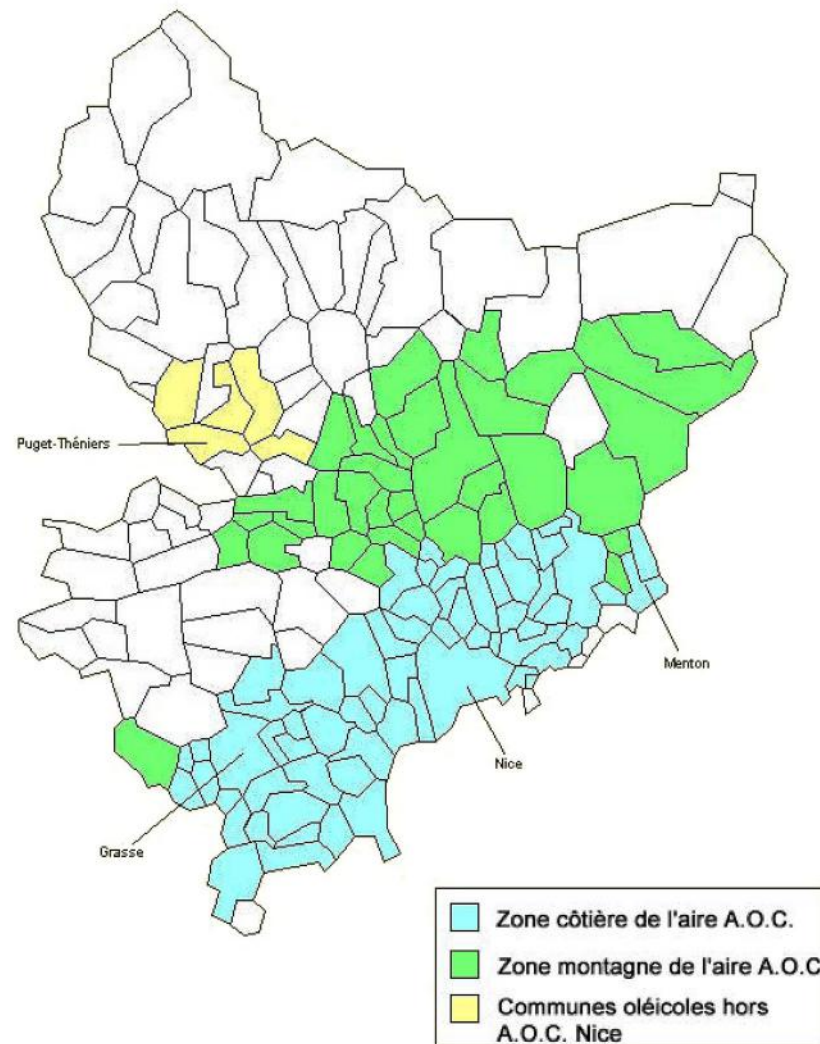 Puget-Théniers
Menton
Nice
Grasse
Zone côtière de l'aire A.O.C.
Zone montagne de l'aire A.O.C
Communes oléicoles hors
A.O.C. Nice